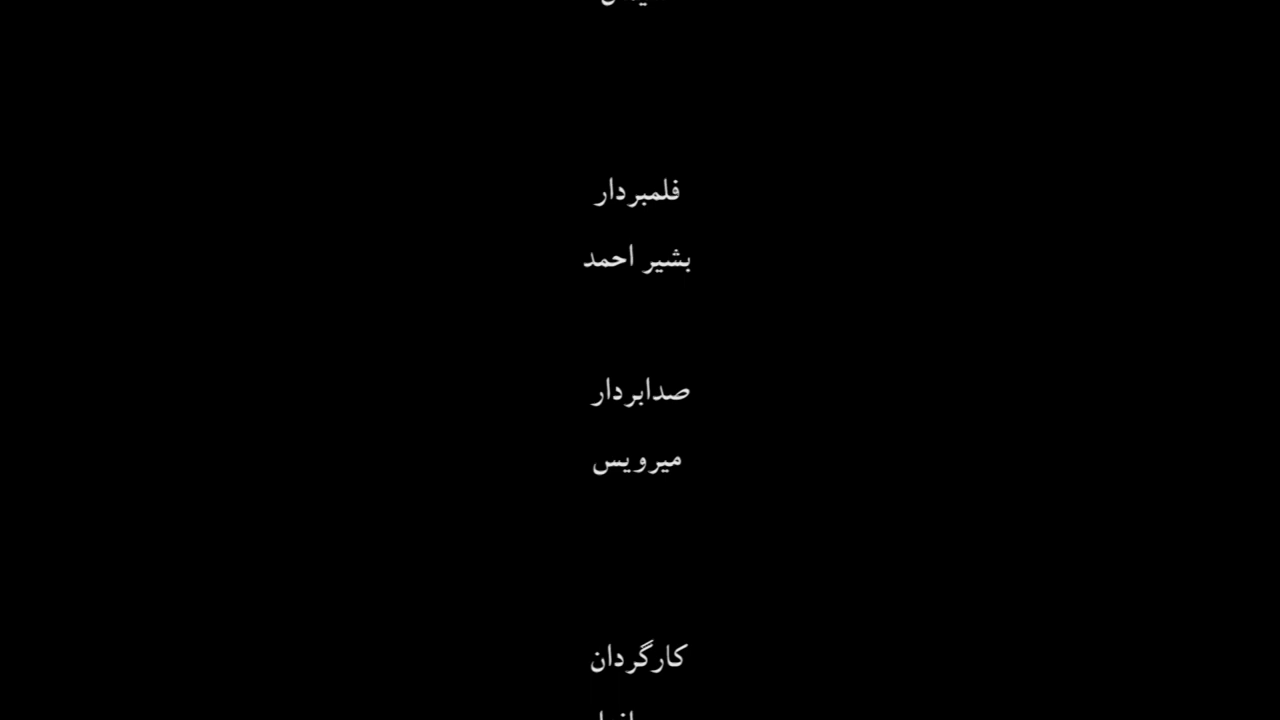 فلمبردار
بشیر احمد
صدابردار
میرویس
کارگردان